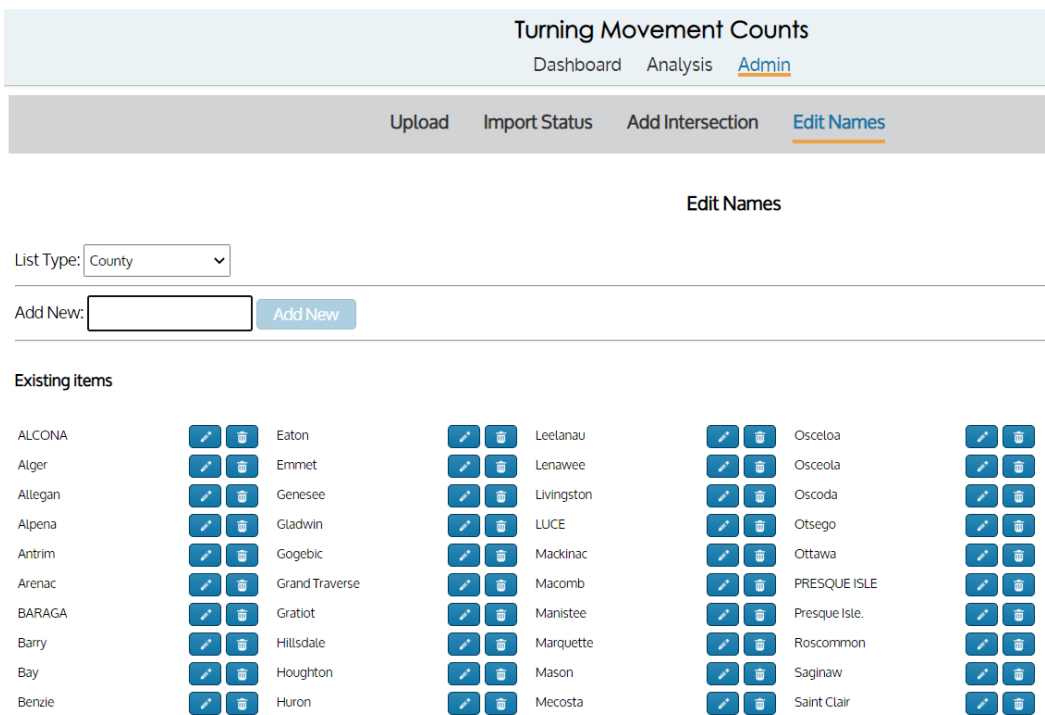 Turning Movement Counts
Dashboard Analysis Admin
Upload Import Status Add Intersection Edit Names
Edit Names
List Type: County
Add New: Add New
Existing items
ALCONA Eaton Leelanau Osceloa
Alger Emmet Lenawee Osceola
Allegan Genesee Livingston Oscoda
Alpena Gladwin LUCE Otsego
Antrim Gogebic Mackinac Ottawa
Arenac Grand Traverse Macomb PRESQUE ISLE
BARAGA Gratiot Manistee Presque Isle.
Barry Hillsdale Marquette Roscommon
Bay Houghton Mason Saginaw
Benzie Huron Mecosta Saint Clair